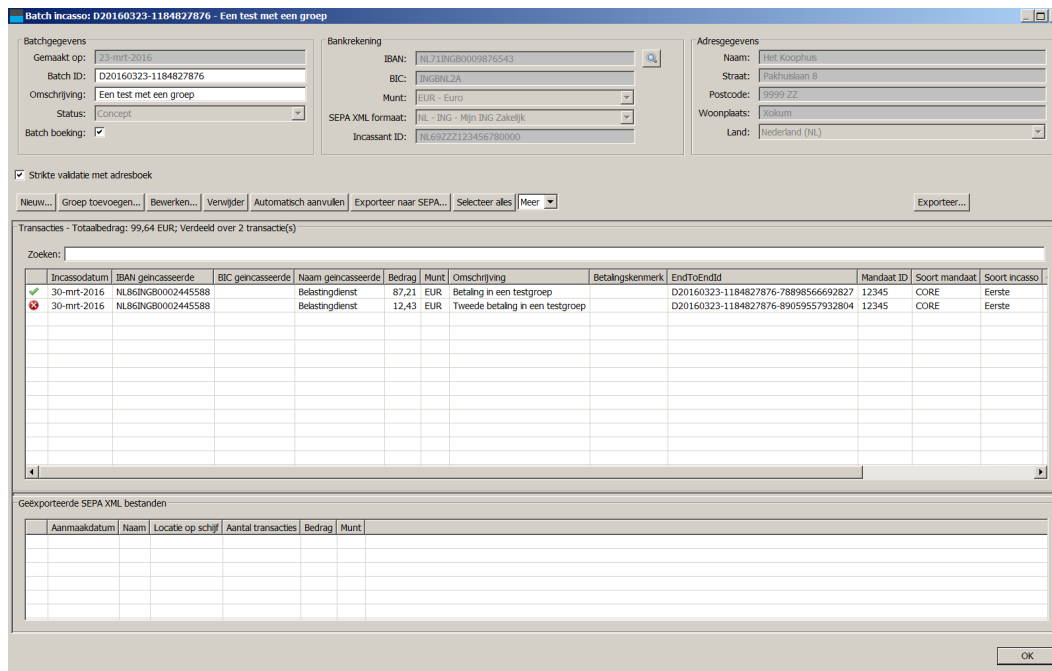 Batch incasso: D20160323-1184827876 - Een test met een groep
Batchgegevens
Gemaakt op: 23-mrt-2016
Batch ID: D20160323-1184827876
Omschrijving: Een test met een groep
Status: Concept
Batch boeking:
Bankrekening
IBAN: NL71INGB0009876543
BIC: INGBNL2A
Munt: EUR - Euro
SEPA XML formaat: NL - ING - Mijn ING Zakelijk
Incassant ID: NL69ZZZ123456780000
Adresgegevens
Naam: Het Koophuis
Straat: Pakhuislaan 8
Postcode: 9999 ZZ
Woonplaats: Xokum
Land: Nederland (NL)
Strikte validatie met adresboek
Nieuw... Groep toevoegen... Bewerken... Verwijder Automatisch aanvullen Exporteer naar SEPA... Selecteer alles Meer Exporteer...
Transacties - Totaalbedrag: 99,64 EUR; Verdeeld over 2 transactie(s)
Zoeken:
Incassodatum IBAN geincasseerde BIC geincasseerde Naam geincasseerde Bedrag Munt Omschrijving Betalingskenmerk EndToEndId Mandaat ID Soort mandaat Soort incasso
30-mrt-2016 NL86INGB0002445588 Belastingdienst 87,21 EUR Betaling in een testgroep D20160323-1184827876-78898566692827 12345 CORE Eerste
30-mrt-2016 NL86INGB0002445588 Belastingdienst 12,43 EUR Tweede betaling in een testgroep D20160323-1184827876-89059557932804 12345 CORE Eerste
Geëxporteerde SEPA XML bestanden
Aanmaakdatum Naam Locatie op schijf Aantal transacties Bedrag Munt
OK